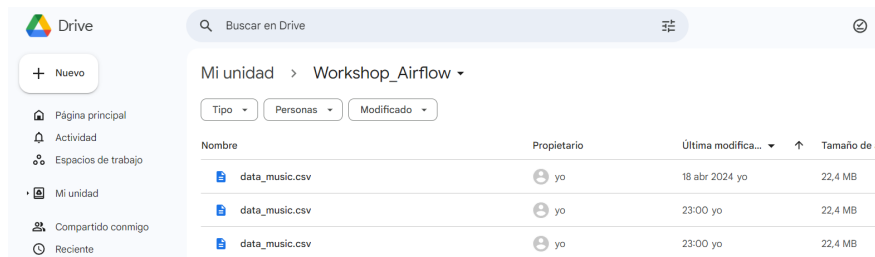 Drive
Buscar en Drive
Nuevo
Mi unidad > Workshop_Airflow
Tipo Personas Modificado
Página principal
Actividad
Espacios de trabajo
Mi unidad
Compartido conmigo
Reciente
Nombre Propietario Última modifica... Tamaño de
data_music.csv yo 18 abr 2024 yo 22,4 MB
data_music.csv yo 23:00 yo 22,4 MB
data_music.csv yo 23:00 yo 22,4 MB